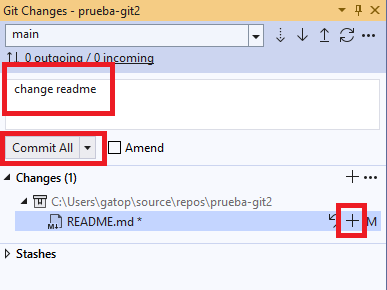 Git Changes - prueba-git2
main
0 outgoing / 0 incoming
change readme
Commit All
Amend
Changes (1)
C:\Users\gatop\source\repos\prueba-git2
M↓ README.md * M
Stashes